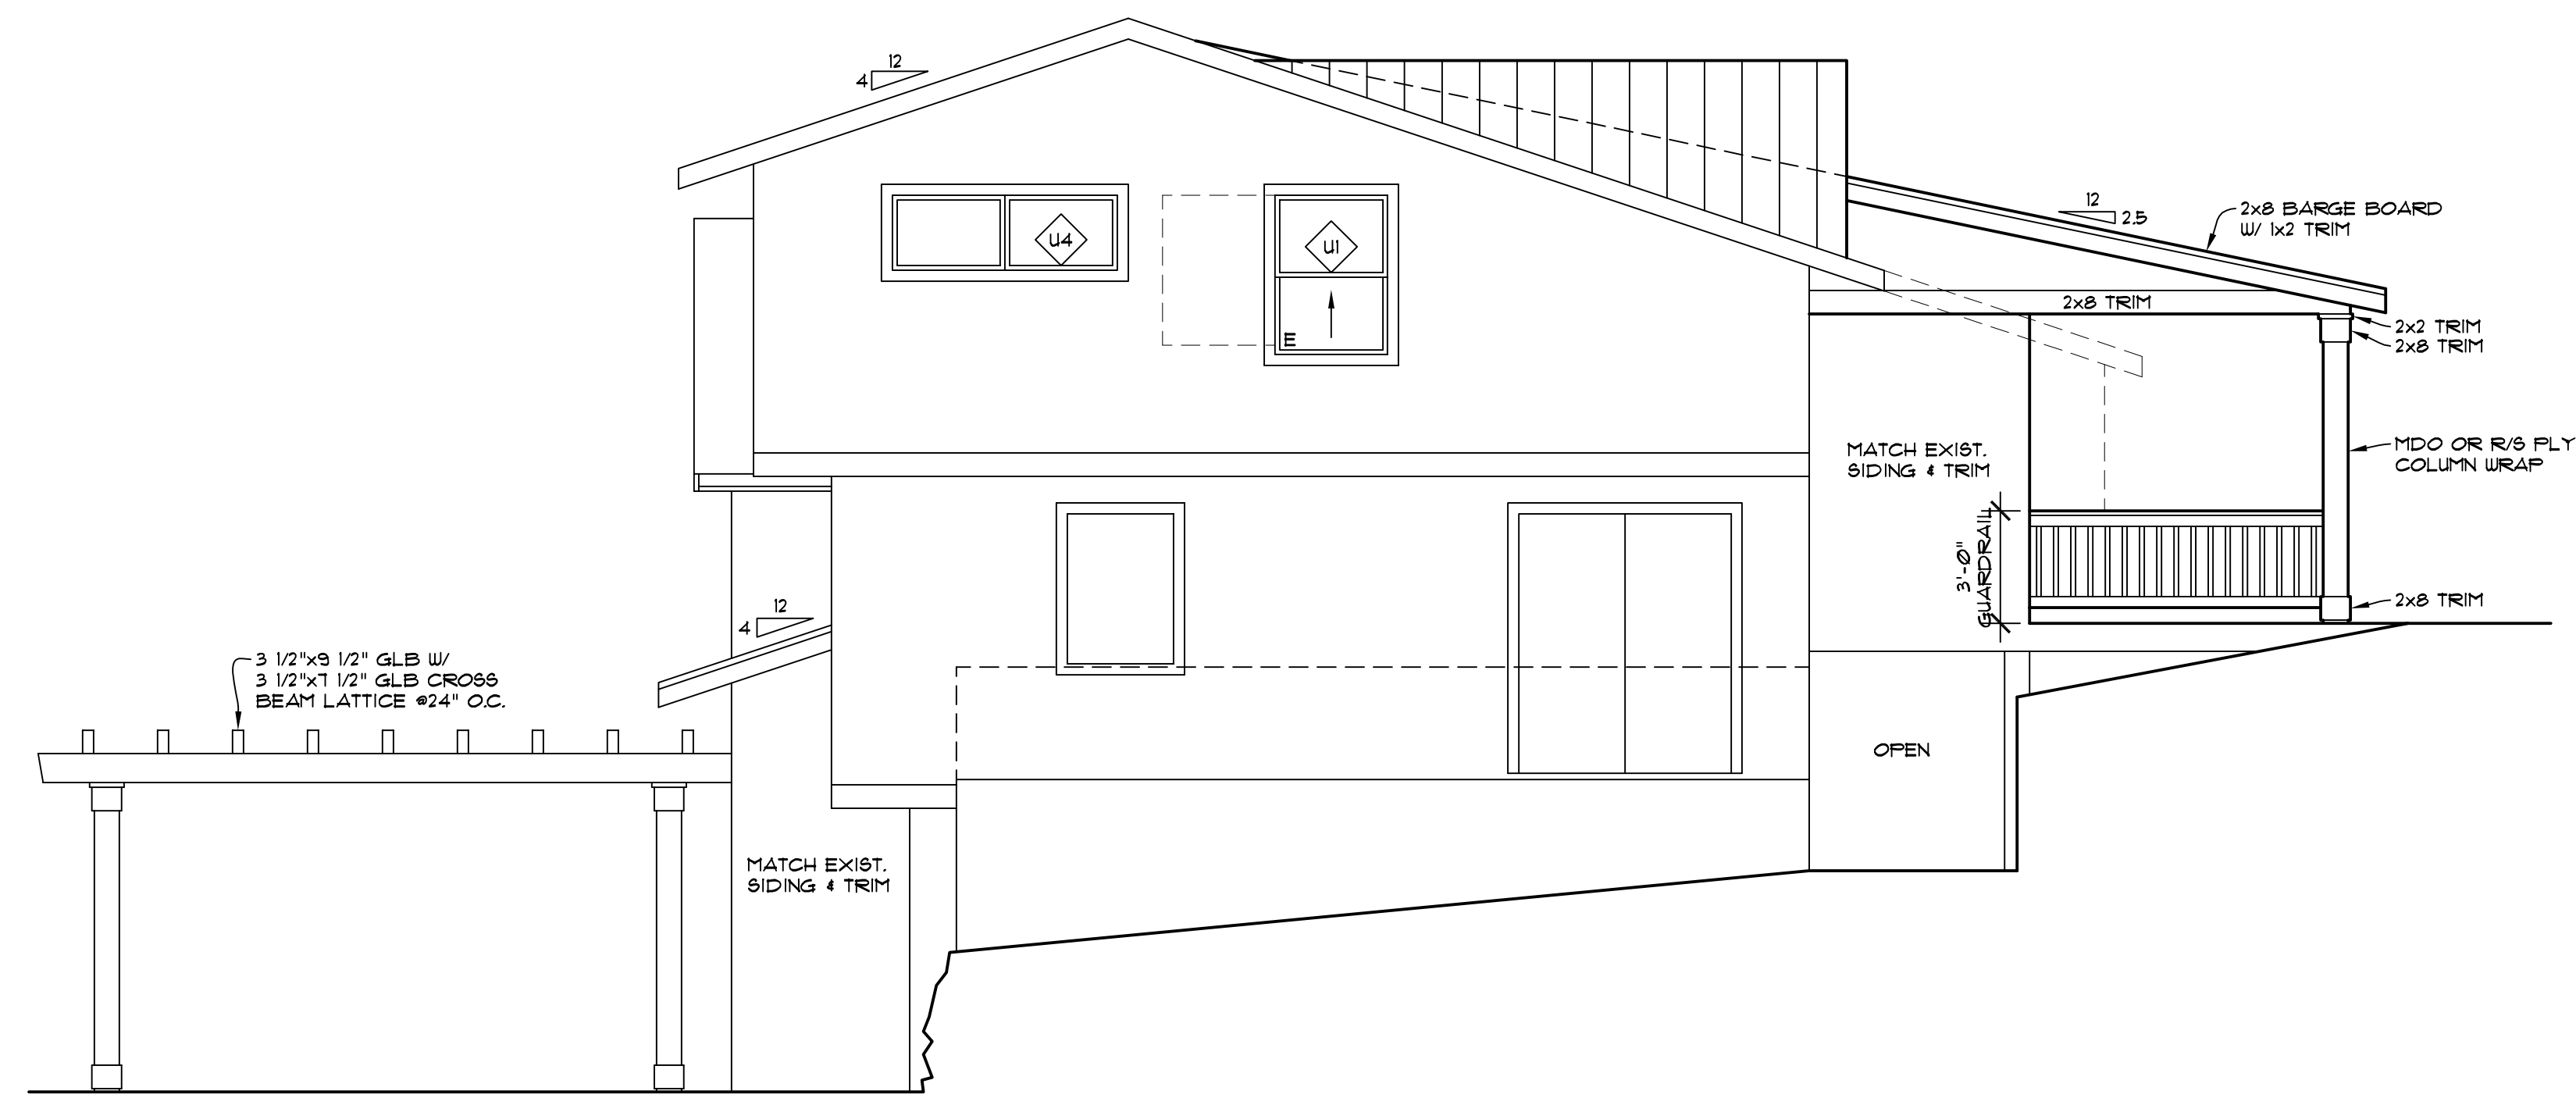 12
4
12
2.5
2x8 BARGE BOARD
W/ 1x2 TRIM
U4
U1
E
2x8 TRIM
2x2 TRIM
2x8 TRIM
MATCH EXIST.
SIDING & TRIM
MDO OR R/S PLY
COLUMN WRAP
3'-0"
GUARDRAIL
2x8 TRIM
12
4
3 1/2"x9 1/2" GLB W/
3 1/2"x7 1/2" GLB CROSS
BEAM LATTICE @24" O.C.
OPEN
MATCH EXIST.
SIDING & TRIM